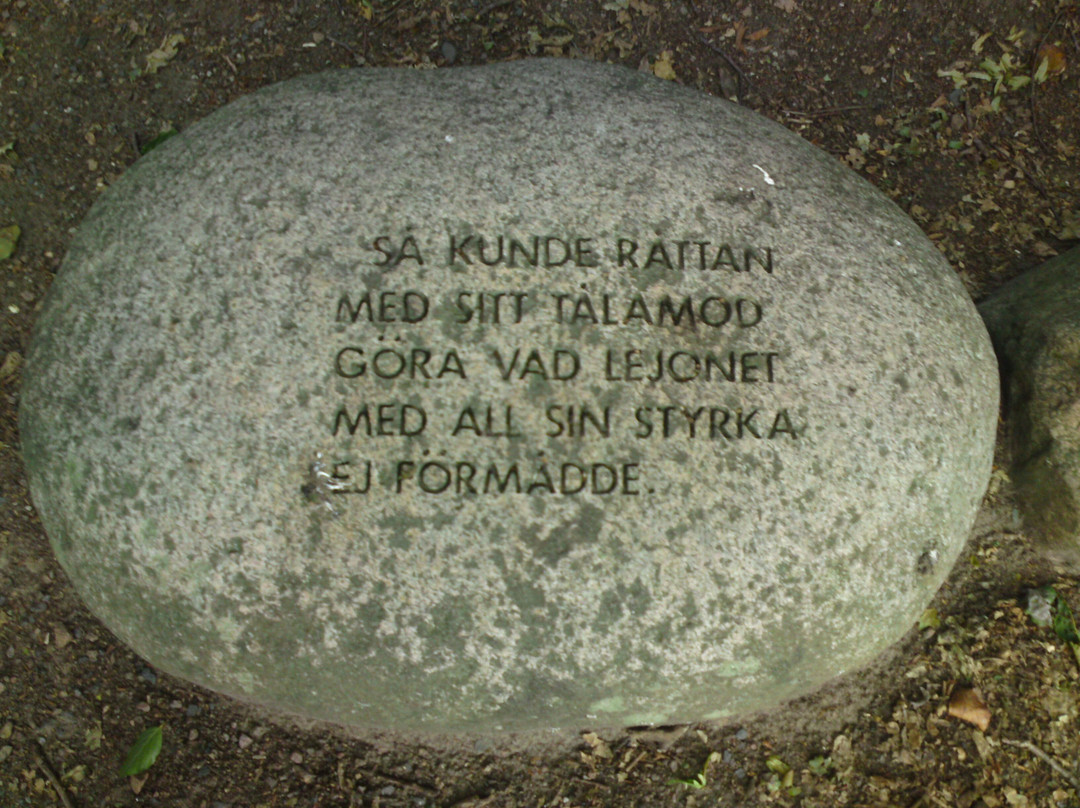 SÅ KUNDE RÅTTAN
MED SITT TÅLAMOD
GÖRA VAD LEJONET
MED ALL SIN STYRKA
EJ FÖRMÅDDE.